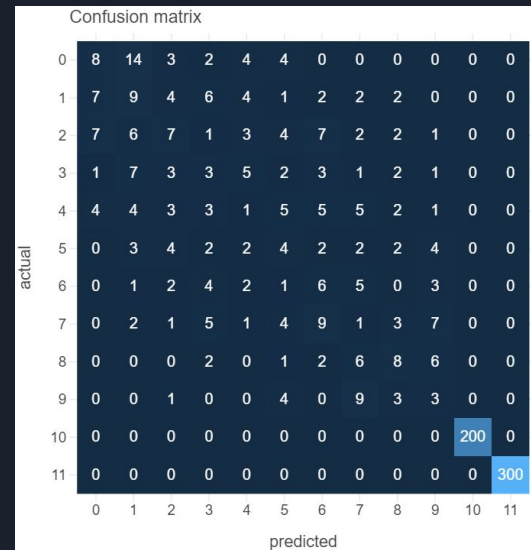 Confusion matrix
0 8 14 3 2 4 4 0 0 0 0 0 0
1 7 9 4 6 4 1 2 2 2 0 0 0
2 7 6 7 1 3 4 7 2 2 1 0 0
3 1 7 3 3 5 2 3 1 2 1 0 0
4 4 4 3 3 1 5 5 5 2 1 0 0
5 0 3 4 2 2 4 2 2 2 4 0 0
6 0 1 2 4 2 1 6 5 0 3 0 0
7 0 2 1 5 1 4 9 1 3 7 0 0
8 0 0 0 2 0 1 2 6 8 6 0 0
9 0 0 1 0 0 4 0 9 3 3 0 0
10 0 0 0 0 0 0 0 0 0 0 200 0
11 0 0 0 0 0 0 0 0 0 0 0 300
0 1 2 3 4 5 6 7 8 9 10 11
actual
predicted